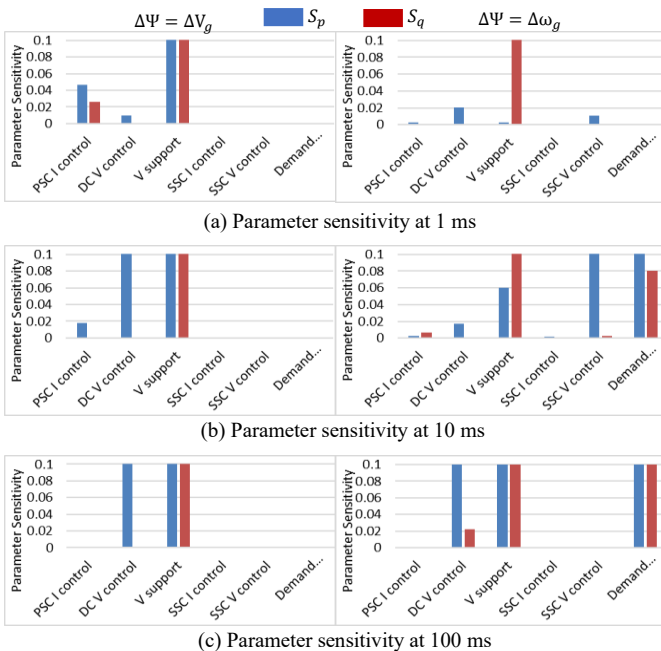 ΔΨ = ΔV_g S_p S_q ΔΨ = Δω_g
Parameter Sensitivity
0.1
0.08
0.06
0.04
0.02
0
PSC I control
DC V control
V support
SSC I control
SSC V control
Demand...
Parameter Sensitivity
0.1
0.08
0.06
0.04
0.02
0
PSC I control
DC V control
V support
SSC I control
SSC V control
Demand...
(a) Parameter sensitivity at 1 ms
Parameter Sensitivity
0.1
0.08
0.06
0.04
0.02
0
PSC I control
DC V control
V support
SSC I control
SSC V control
Demand...
Parameter Sensitivity
0.1
0.08
0.06
0.04
0.02
0
PSC I control
DC V control
V support
SSC I control
SSC V control
Demand...
(b) Parameter sensitivity at 10 ms
Parameter Sensitivity
0.1
0.08
0.06
0.04
0.02
0
PSC I control
DC V control
V support
SSC I control
SSC V control
Demand...
Parameter Sensitivity
0.1
0.08
0.06
0.04
0.02
0
PSC I control
DC V control
V support
SSC I control
SSC V control
Demand...
(c) Parameter sensitivity at 100 ms